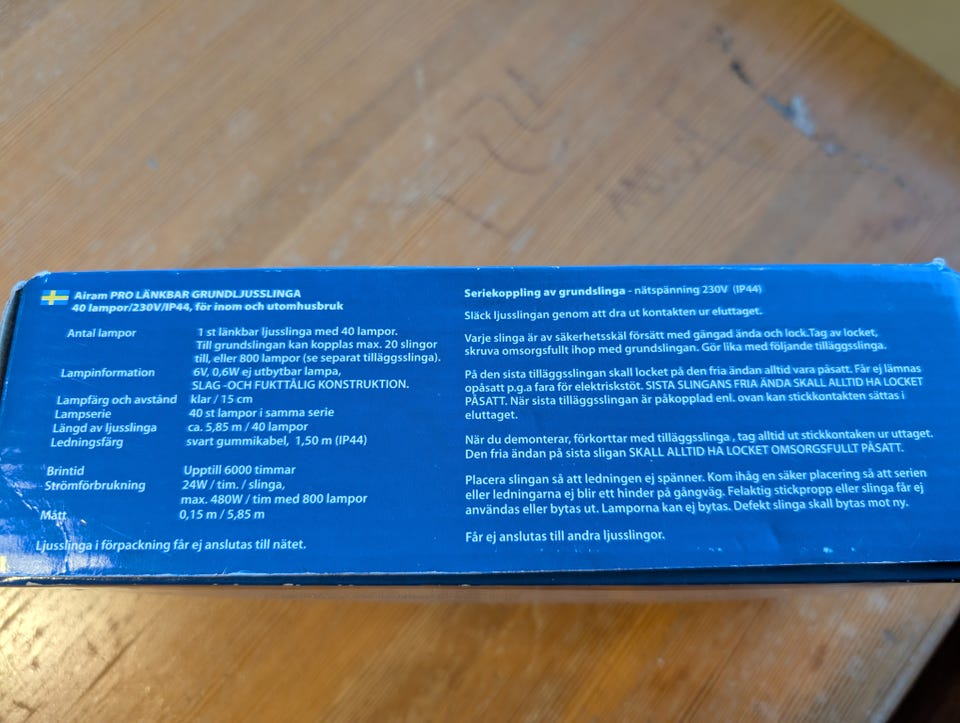 Airam PRO LÄNKBAR GRUNDLJUSSLINGA
40 lampor/230V/IP44, för inom och utomhusbruk
Antal lampor 1 st länkbar ljusslinga med 40 lampor.
Till grundslingan kan kopplas max. 20 slingor
till, eller 800 lampor (se separat tilläggslinga).
Lampinformation 6V, 0,6W ej utbytbar lampa,
SLAG -OCH FUKTTÅLIG KONSTRUKTION.
Lampfärg och avstånd klar / 15 cm
Lampserie 40 st lampor i samma serie
Längd av ljusslinga ca. 5,85 m / 40 lampor
Ledningsfärg svart gummikabel, 1,50 m (IP44)
Brintid Upptill 6000 timmar
Strömförbrukning 24W / tim. / slinga,
max. 480W / tim med 800 lampor
Mått 0,15 m / 5,85 m
Ljusslinga i förpackning får ej anslutas till nätet.
Seriekoppling av grundslinga - nätspänning 230V (IP44)
Släck ljusslingan genom att dra ut kontakten ur eluttaget.
Varje slinga är av säkerhetsskäl försätt med gängad ända och lock.Tag av locket,
skruva omsorgsfullt ihop med grundslingan. Gör lika med följande tilläggslinga.
På den sista tilläggslingan skall locket på den fria ändan alltid vara påsatt. Får ej lämnas
opåsatt p.g.a fara för elektriskstöt. SISTA SLINGANS FRIA ÄNDA SKALL ALLTID HA LOCKET
PÅSATT. När sista tilläggslingan är påkopplad enl. ovan kan stickkontakten sättas i
eluttaget.
När du demonterar, förkortar med tilläggslinga , tag alltid ut stickkontaken ur uttaget.
Den fria ändan på sista sligan SKALL ALLTID HA LOCKET OMSORGSFULLT PÅSATT.
Placera slingan så att ledningen ej spänner. Kom ihåg en säker placering så att serien
eller ledningarna ej blir ett hinder på gångväg. Felaktig stickpropp eller slinga får ej
användas eller bytas ut. Lamporna kan ej bytas. Defekt slinga skall bytas mot ny.
Får ej anslutas till andra ljusslingor.